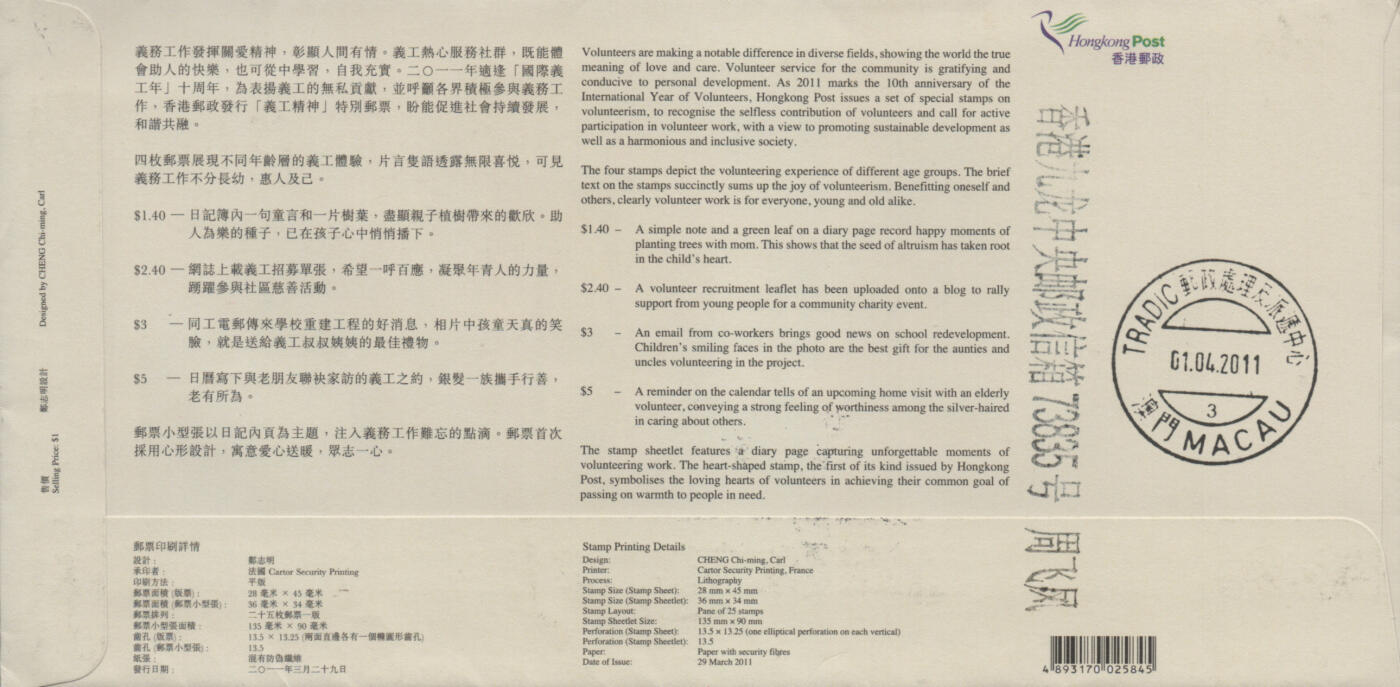 義務工作發揮關愛精神，彰顯人間有情。義工熱心服務社群，既能體
會助人的快樂，也可從中學習，自我充實。二〇一一年適逢「國際義
工年」十周年，為表揚義工的無私貢獻，並呼籲各界積極參與義務工
作，香港郵政發行「義工精神」特別郵票，盼能促進社會持續發展，
和諧共融。
四枚郵票展現不同年齡層的義工體驗，片言隻語透露無限喜悅，可見
義務工作不分長幼，惠人及己。
$1.40 — 日記簿內一句童言和一片樹葉，盡顯親子植樹帶來的歡欣。助
人為樂的種子，已在孩子心中悄悄播下。
$2.40 — 網誌上載義工招募單張，希望一呼百應，凝聚年青人的力量，
踴躍參與社區慈善活動。
$3 — 同工電郵傳來學校重建工程的好消息，相片中孩童天真的笑
臉，就是送給義工叔叔姨姨的最佳禮物。
$5 — 日曆寫下與老朋友聯袂家訪的義工之約，銀髮一族攜手行善，
老有所為。
郵票小型張以日記內頁為主題，注入義務工作難忘的點滴。郵票首次
採用心形設計，寓意愛心送暖，眾志一心。
Volunteers are making a notable difference in diverse fields, showing the world the true
meaning of love and care. Volunteer service for the community is gratifying and
conducive to personal development. As 2011 marks the 10th anniversary of the
International Year of Volunteers, Hongkong Post issues a set of special stamps on
volunteerism, to recognise the selfless contribution of volunteers and call for active
participation in volunteer work, with a view to promoting sustainable development as
well as a harmonious and inclusive society.
The four stamps depict the volunteering experience of different age groups. The brief
text on the stamps succinctly sums up the joy of volunteerism. Benefitting oneself and
others, clearly volunteer work is for everyone, young and old alike.
$1.40 – A simple note and a green leaf on a diary page record happy moments of
planting trees with mom. This shows that the seed of altruism has taken root
in the child's heart.
$2.40 – A volunteer recruitment leaflet has been uploaded onto a blog to rally
support from young people for a community charity event.
$3 – An email from co-workers brings good news on school redevelopment.
Children's smiling faces in the photo are the best gift for the aunties and
uncles volunteering in the project.
$5 – A reminder on the calendar tells of an upcoming home visit with an elderly
volunteer, conveying a strong feeling of worthiness among the silver-haired
in caring about others.
The stamp sheetlet features a diary page capturing unforgettable moments of
volunteering work. The heart-shaped stamp, the first of its kind issued by Hongkong
Post, symbolises the loving hearts of volunteers in achieving their common goal of
passing on warmth to people in need.
Hongkong Post
香港郵政
香港九龙中央邮政信箱73835号
周飞凤
TRADIC 郵政處理及派遞中心
01.04.2011
3
澳門 MACAU
鄭志明設計 Designed by CHENG Chi-ming, Carl
售價
Selling Price: $1
郵票印刷詳情
設計： 鄭志明
承印者： 法國 Cartor Security Printing
印刷方法： 平版
郵票面積 (版票)： 28 毫米 × 45 毫米
郵票面積 (郵票小型張)： 36 毫米 × 34 毫米
郵票排列： 二十五枚郵票一版
郵票小型張面積： 135 毫米 × 90 毫米
齒孔 (版票)： 13.5 × 13.25 (兩面直邊各有一個橢圓形齒孔)
齒孔 (郵票小型張)： 13.5
紙張： 混有防偽纖維
發行日期： 二〇一一年三月二十九日
Stamp Printing Details
Design: CHENG Chi-ming, Carl
Printer: Cartor Security Printing, France
Process: Lithography
Stamp Size (Stamp Sheet): 28 mm × 45 mm
Stamp Size (Stamp Sheetlet): 36 mm × 34 mm
Stamp Layout: Pane of 25 stamps
Stamp Sheetlet Size: 135 mm × 90 mm
Perforation (Stamp Sheet): 13.5 x 13.25 (one elliptical perforation on each vertical)
Perforation (Stamp Sheetlet): 13.5
Paper: Paper with security fibres
Date of Issue: 29 March 2011
4 893170 025845